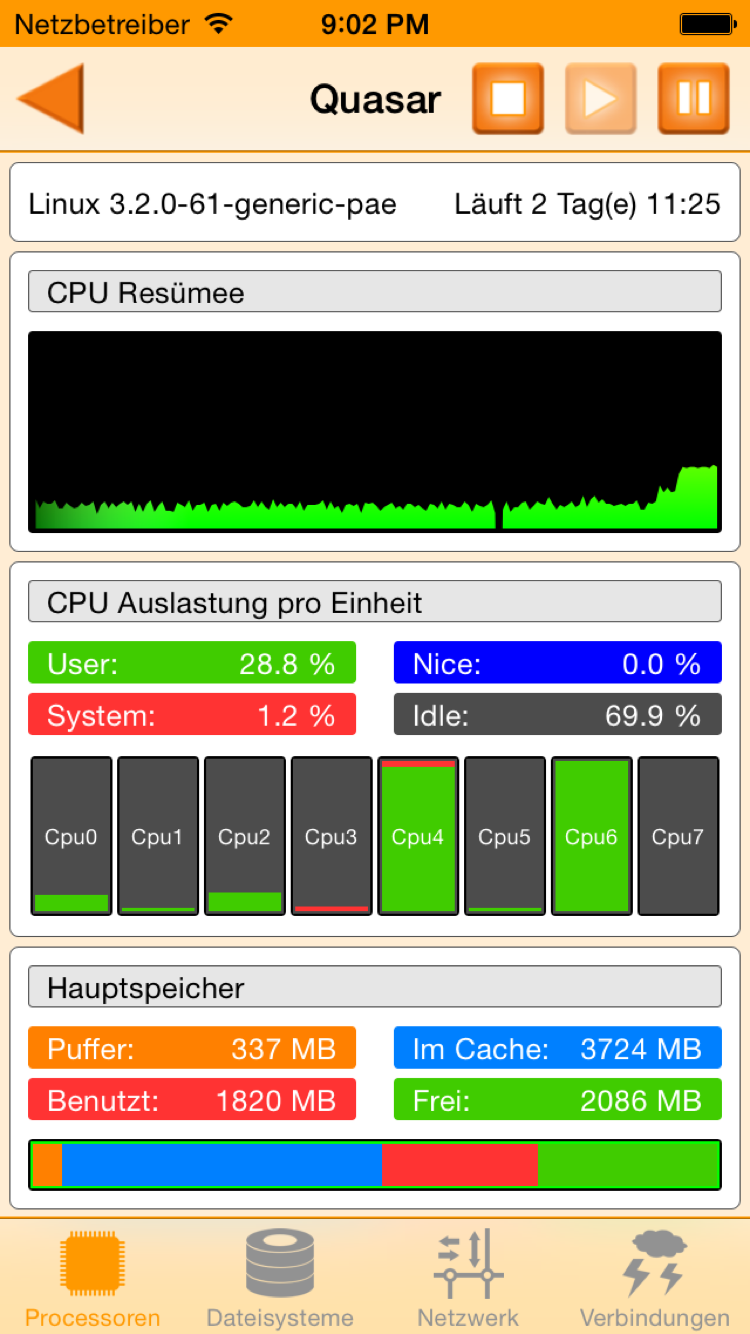 Netzbetreiber 9:02 PM
Quasar
Linux 3.2.0-61-generic-pae Läuft 2 Tag(e) 11:25
CPU Resümee
CPU Auslastung pro Einheit
User: 28.8 % Nice: 0.0 %
System: 1.2 % Idle: 69.9 %
Cpu0 Cpu1 Cpu2 Cpu3 Cpu4 Cpu5 Cpu6 Cpu7
Hauptspeicher
Puffer: 337 MB Im Cache: 3724 MB
Benutzt: 1820 MB Frei: 2086 MB
Processoren Dateisysteme Netzwerk Verbindungen